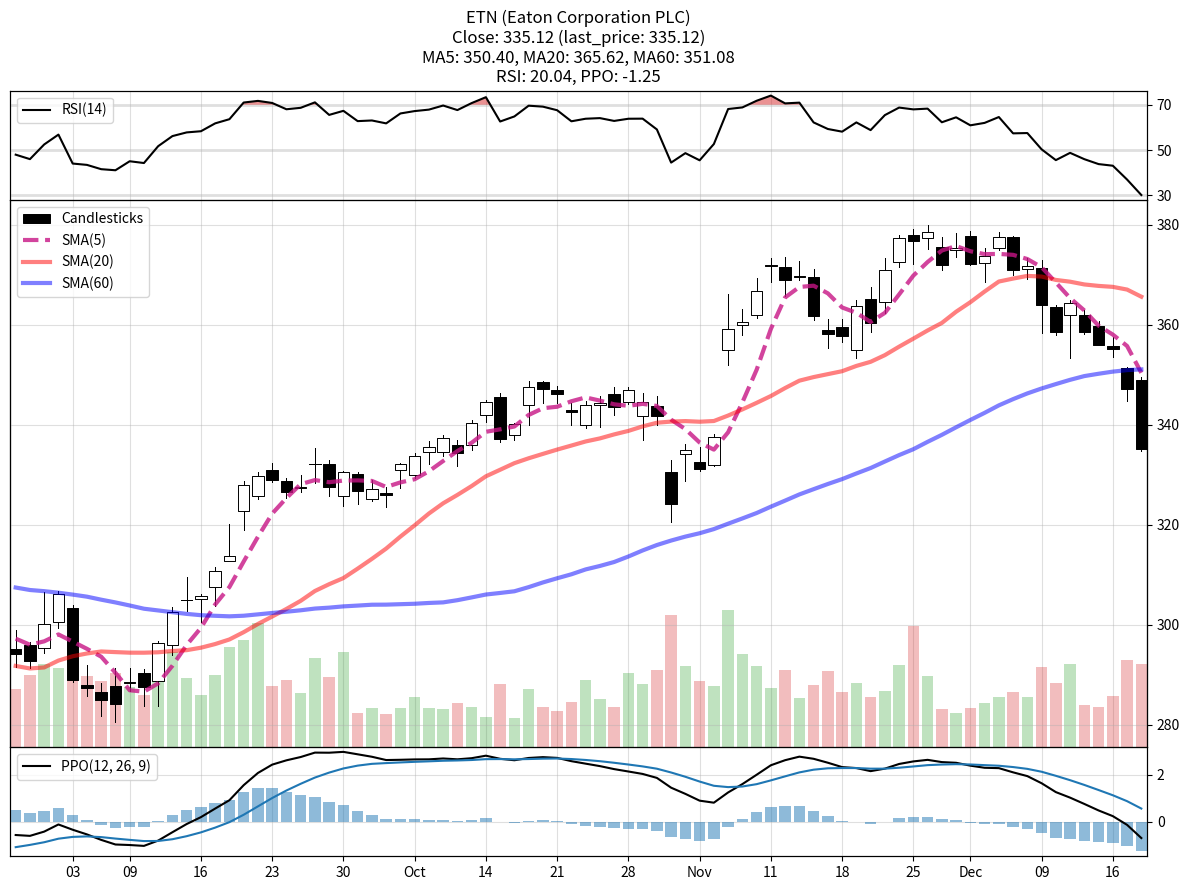 ETN (Eaton Corporation PLC)
Close: 335.12 (last_price: 335.12)
MA5: 350.40, MA20: 365.62, MA60: 351.08
RSI: 20.04, PPO: -1.25
RSI(14)
70
50
30
Candlesticks
SMA(5)
SMA(20)
SMA(60)
380
360
340
320
300
280
PPO(12, 26, 9)
2
0
03 09 16 23 30 Oct 14 21 28 Nov 11 18 25 Dec 09 16